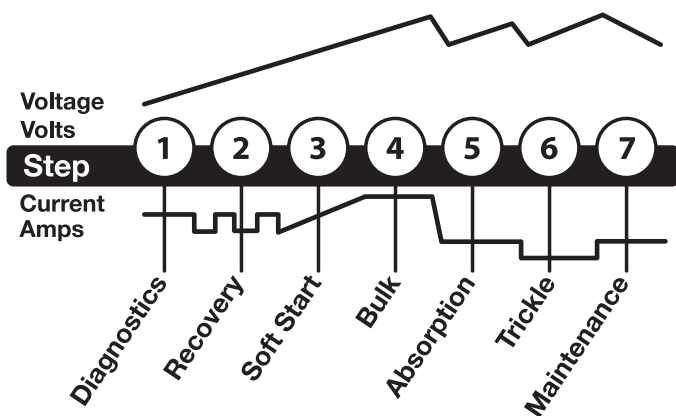 Voltage
Volts
Step
1 2 3 4 5 6 7
Current
Amps
Diagnostics
Recovery
Soft Start
Bulk
Absorption
Trickle
Maintenance